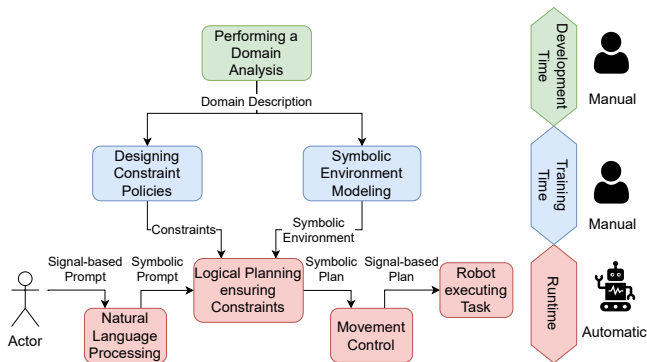 Performing a
Domain
Analysis
Development
Time
Manual
Domain Description
Designing
Constraint
Policies
Symbolic
Environment
Modeling
Training
Time
Manual
Constraints
Symbolic
Environment
Signal-based
Prompt
Symbolic
Prompt
Logical Planning
ensuring
Constraints
Symbolic
Plan
Signal-based
Plan
Robot
executing
Task
Runtime
Actor
Natural
Language
Processing
Movement
Control
Automatic